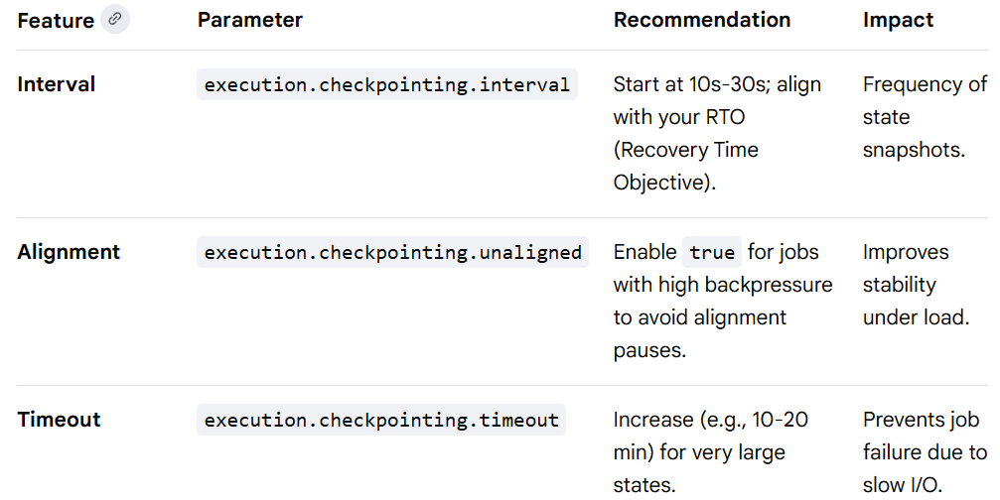 Feature Parameter Recommendation Impact
Interval execution.checkpointing.interval Start at 10s-30s; align Frequency of
with your RTO state
(Recovery Time snapshots.
Objective).
Alignment execution.checkpointing.unaligned Enable true for jobs Improves
with high backpressure stability
to avoid alignment under load.
pauses.
Timeout execution.checkpointing.timeout Increase (e.g., 10-20 Prevents job
min) for very large failure due to
states. slow I/O.